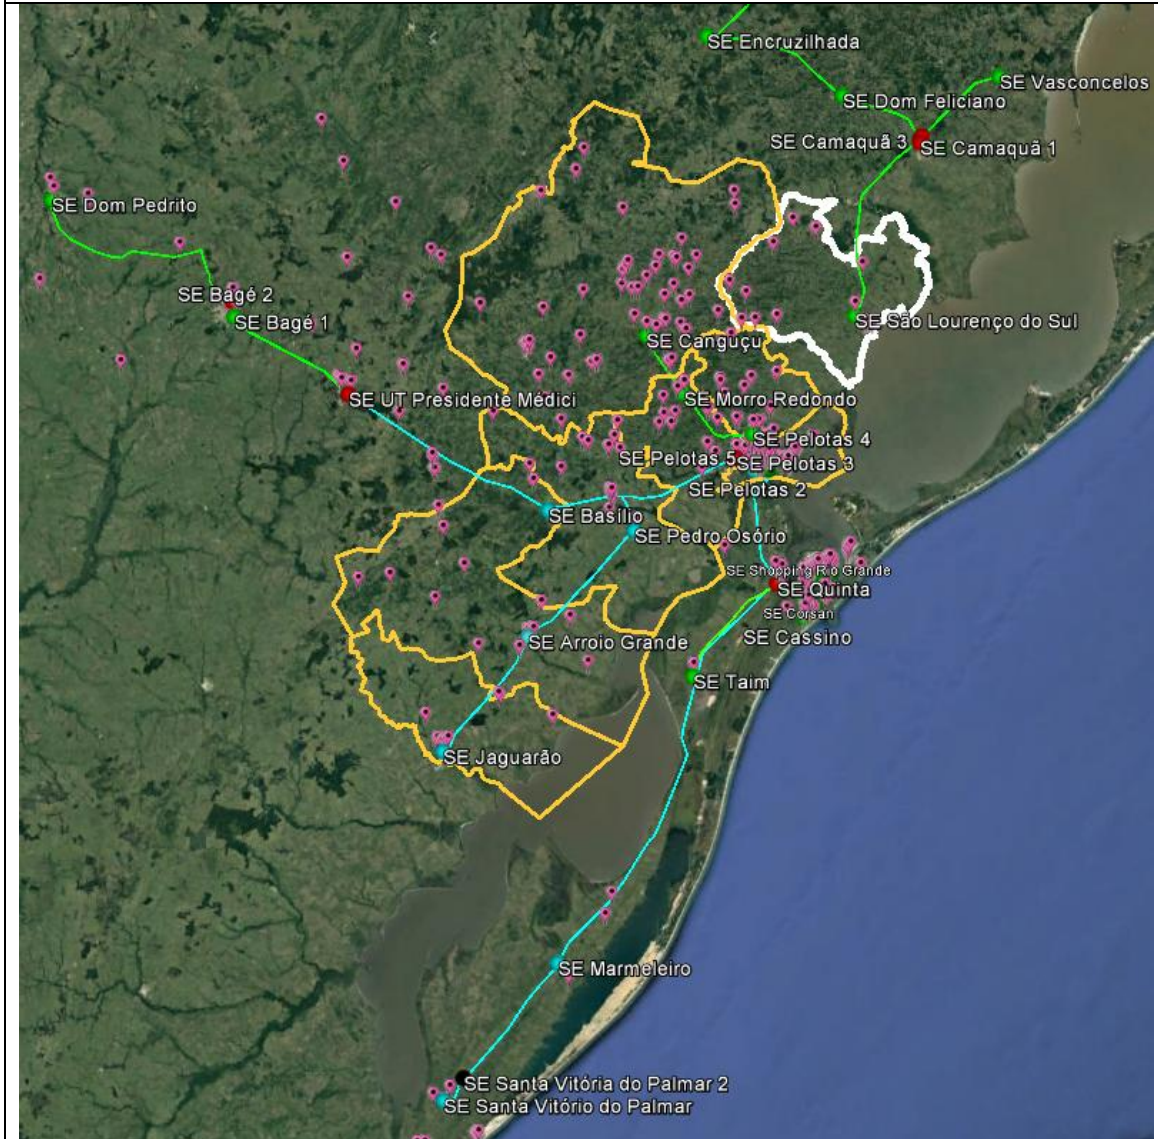 SE Encruzilhada
SE Vasconcelos
SE Dom Feliciano
SE Camaquã 3
SE Camaquã 1
SE Dom Pedrito
SE Bagé 2
SE Bagé 1
SE São Lourenço do Sul
SE Canguçu
SE UT Presidente Médici
SE Morro Redondo
SE Pelotas 4
SE Pelotas 5
SE Pelotas 3
SE Pelotas 2
SE Basílio
SE Pedro Osório
SE Shopping Rio Grande
SE Quinta
SE Corsan
SE Cassino
SE Arroio Grande
SE Taim
SE Jaguarão
SE Marmeleiro
SE Santa Vitória do Palmar 2
SE Santa Vitório do Palmar